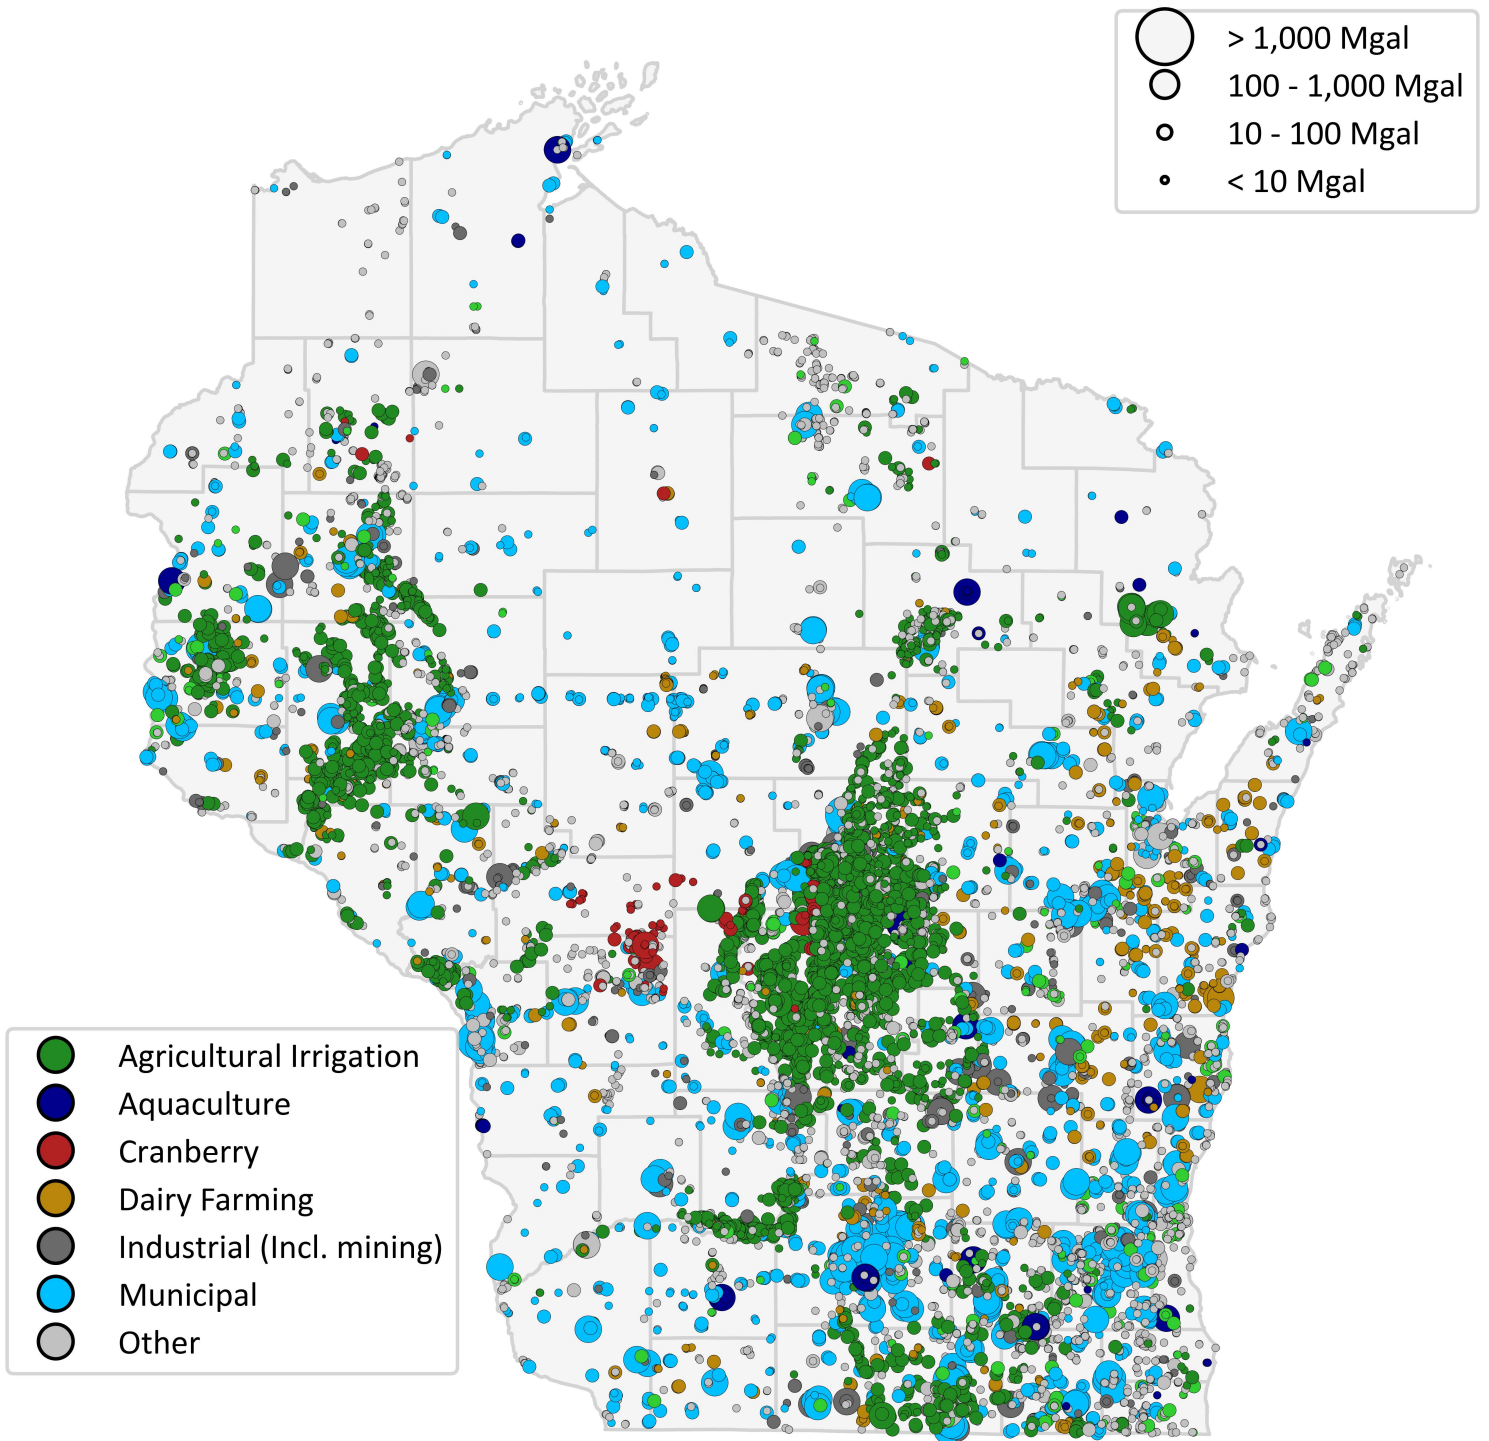 > 1,000 Mgal
100 - 1,000 Mgal
10 - 100 Mgal
< 10 Mgal
Agricultural Irrigation
Aquaculture
Cranberry
Dairy Farming
Industrial (Incl. mining)
Municipal
Other